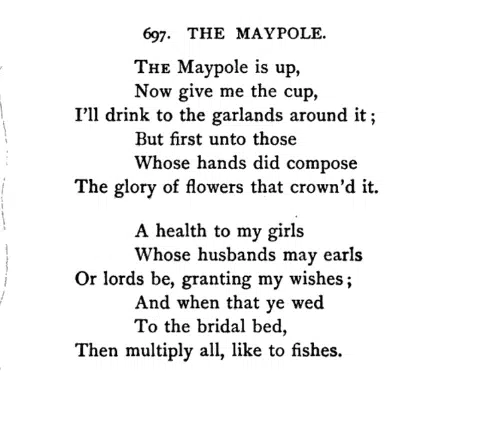 697. THE MAYPOLE.
THE Maypole is up,
Now give me the cup,
I'll drink to the garlands around it;
But first unto those
Whose hands did compose
The glory of flowers that crown'd it.
A health to my girls
Whose husbands may earls
Or lords be, granting my wishes;
And when that ye wed
To the bridal bed,
Then multiply all, like to fishes.